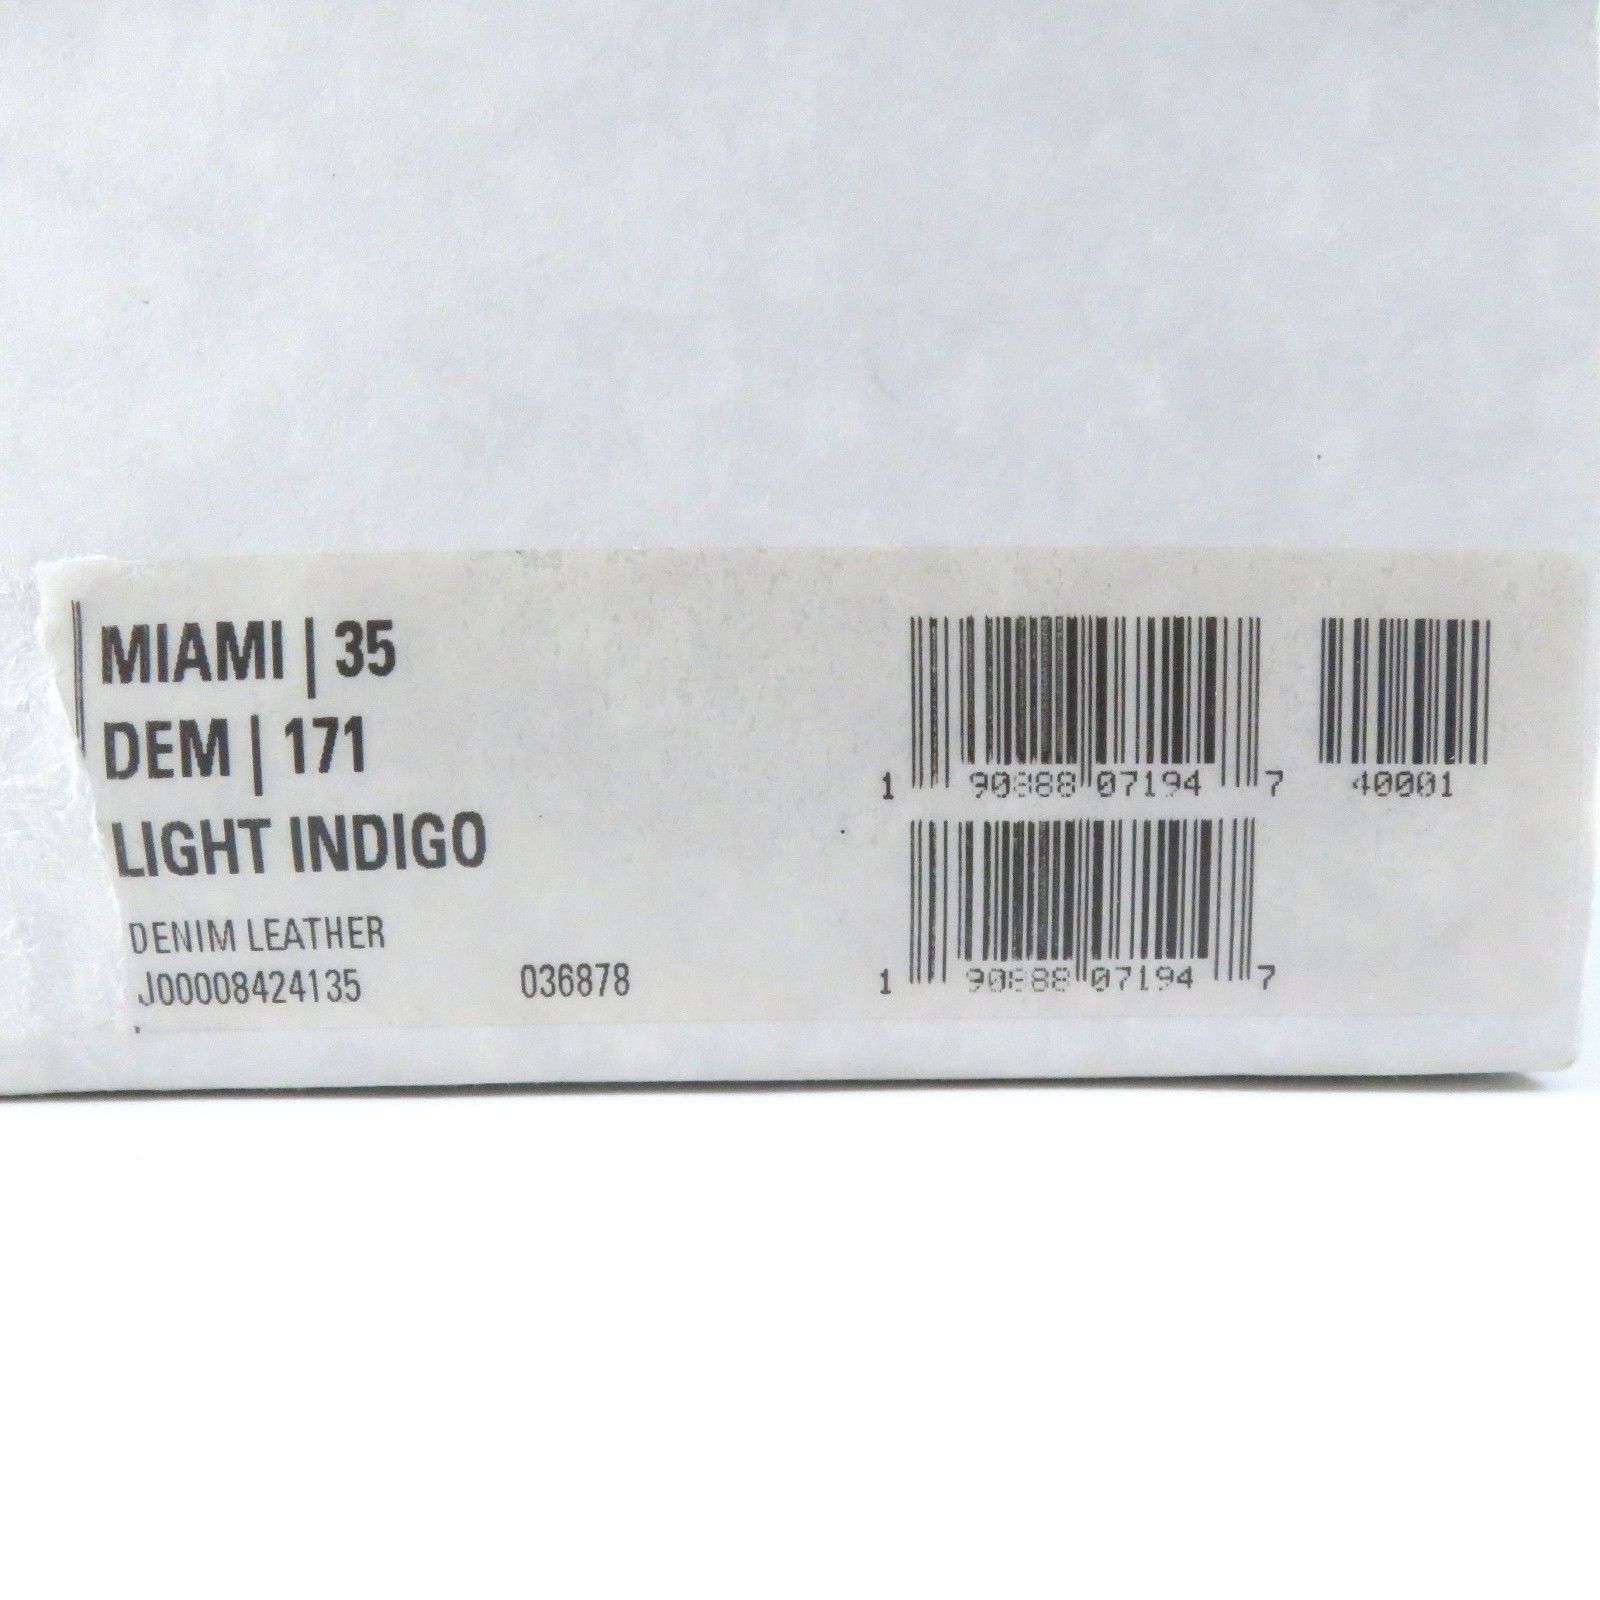 MIAMI | 35
DEM | 171
LIGHT INDIGO
DENIM LEATHER
J00008424135 036878
1 90888 07194 7 40001
1 90888 07194 7